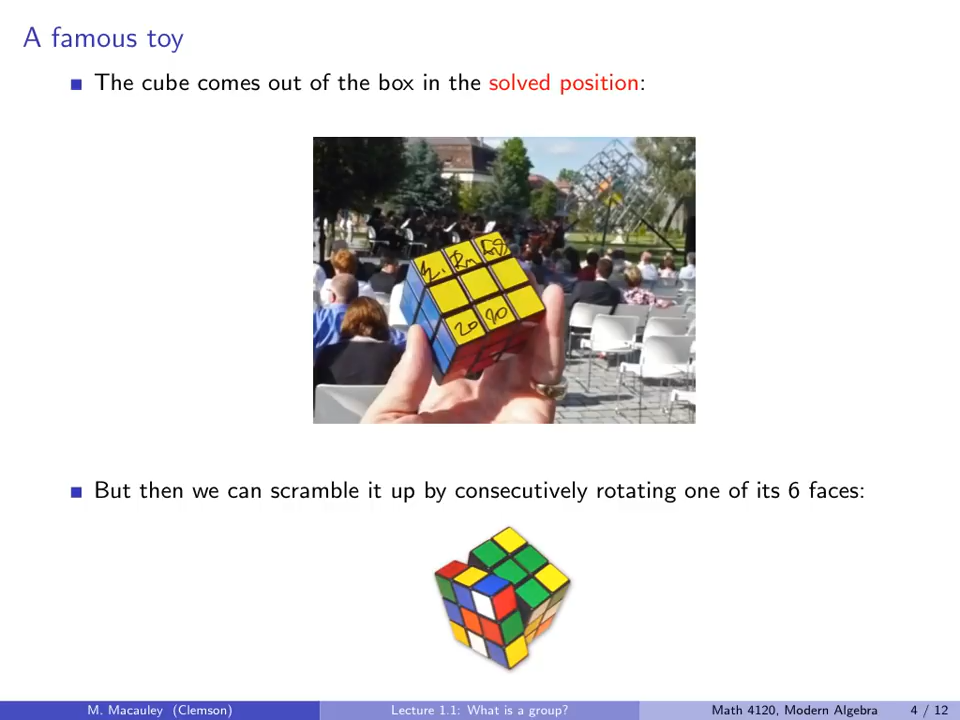 A famous toy
The cube comes out of the box in the solved position:
20 90
But then we can scramble it up by consecutively rotating one of its 6 faces:
M. Macauley (Clemson)
Lecture 1.1: What is a group?
Math 4120, Modern Algebra
4 / 12